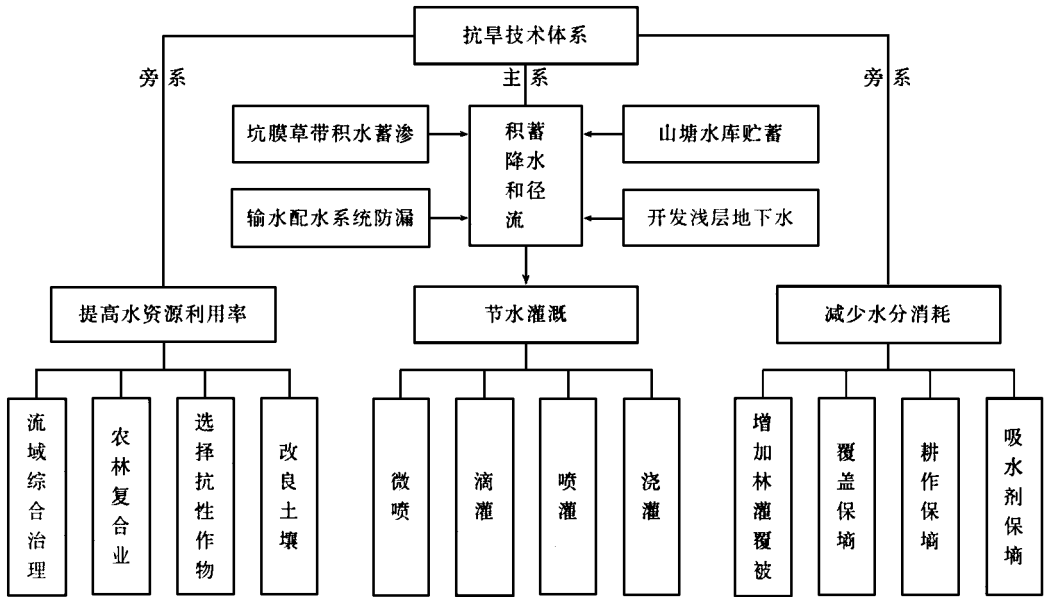 抗旱技术体系
旁系
主系
旁系
坑膜草带积水蓄渗
积蓄
降水
和径
流
山塘水库贮蓄
输水配水系统防漏
开发浅层地下水
提高水资源利用率
节水灌溉
减少水分消耗
流域综合治理
农林复合业
选择抗性作物
改良土壤
微喷
滴灌
喷灌
浇灌
增加林灌覆被
覆盖保墒
耕作保墒
吸水剂保墒